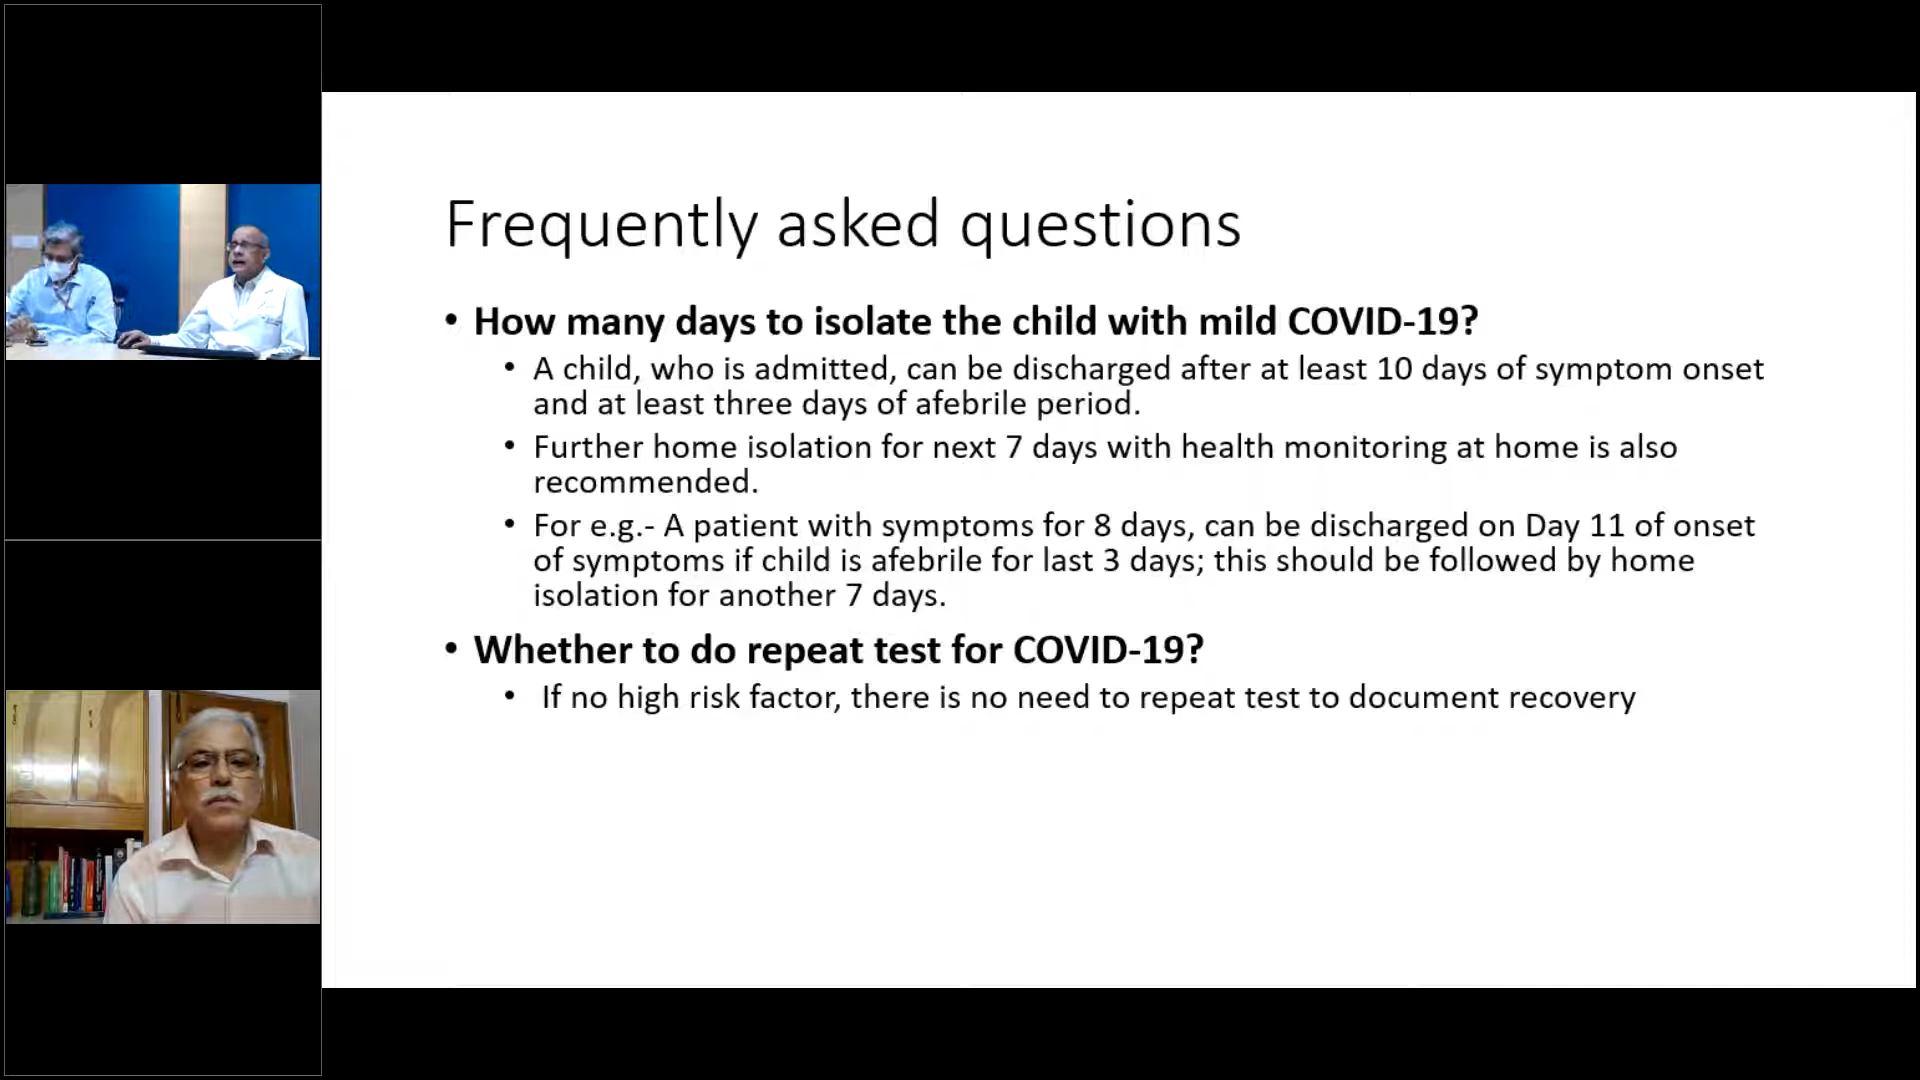 Frequently asked questions
• How many days to isolate the child with mild COVID-19?
• A child, who is admitted, can be discharged after at least 10 days of symptom onset
and at least three days of afebrile period.
• Further home isolation for next 7 days with health monitoring at home is also
recommended.
• For e.g.- A patient with symptoms for 8 days, can be discharged on Day 11 of onset
of symptoms if child is afebrile for last 3 days; this should be followed by home
isolation for another 7 days.
• Whether to do repeat test for COVID-19?
• If no high risk factor, there is no need to repeat test to document recovery